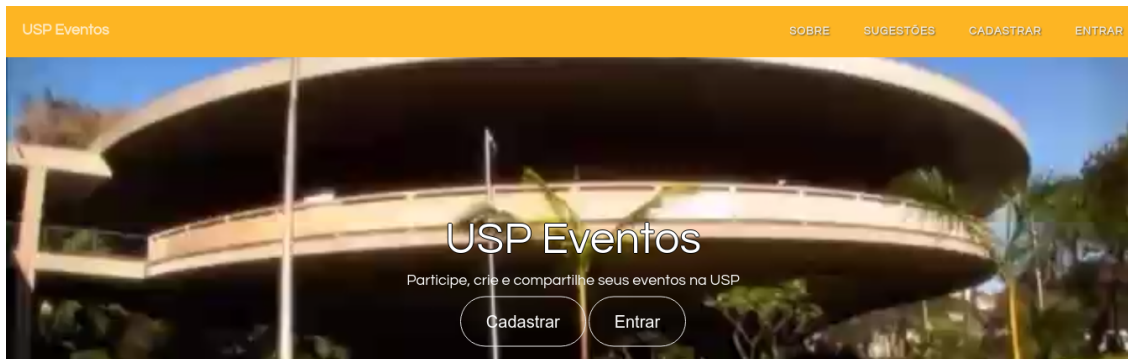 USP Eventos
SOBRE SUGESTÕES CADASTRAR ENTRAR
USP Eventos
Participe, crie e compartilhe seus eventos na USP
Cadastrar Entrar